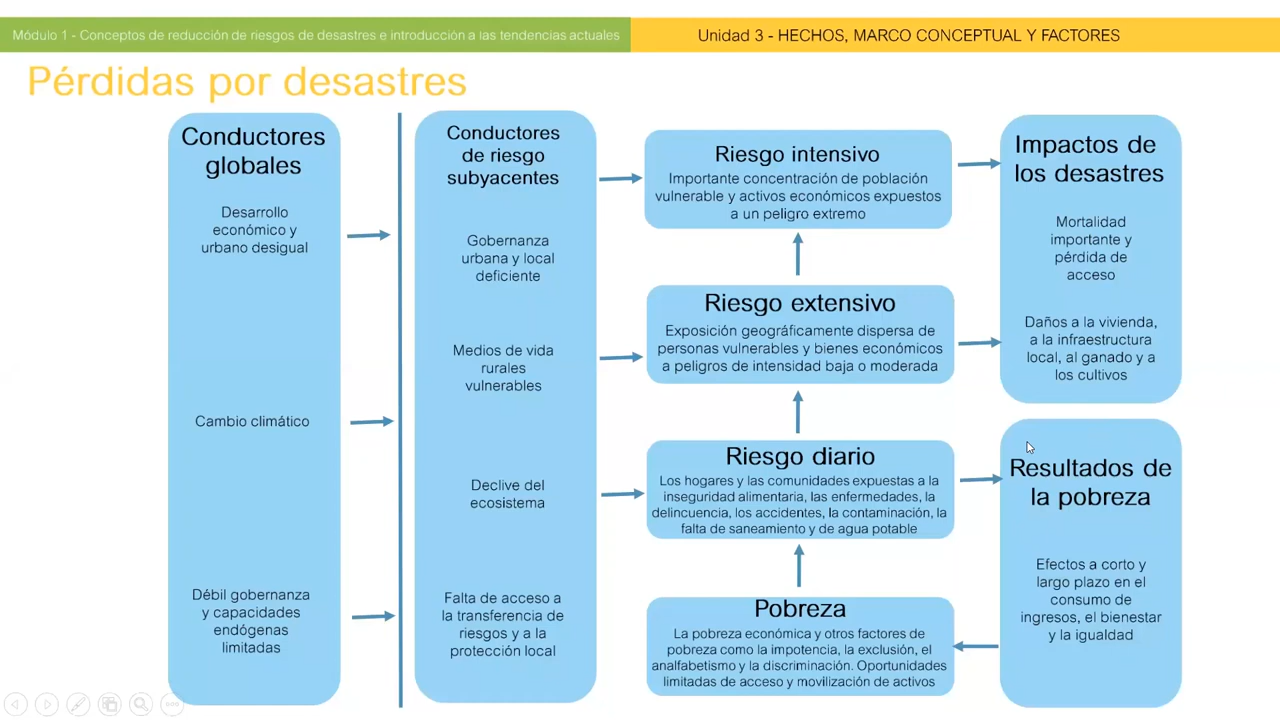 Módulo 1 - Conceptos de reducción de riesgos de desastres e introducción a las tendencias actuales
Unidad 3 - HECHOS, MARCO CONCEPTUAL Y FACTORES
Pérdidas por desastres
Conductores
globales
Desarrollo
económico y
urbano desigual
Cambio climático
Débil gobernanza
y capacidades
endógenas
limitadas
Conductores
de riesgo
subyacentes
Gobernanza
urbana y local
deficiente
Medios de vida
rurales
vulnerables
Declive del
ecosistema
Falta de acceso a
la transferencia de
riesgos y a la
protección local
Riesgo intensivo
Importante concentración de población
vulnerable y activos económicos expuestos
a un peligro extremo
Riesgo extensivo
Exposición geográficamente dispersa de
personas vulnerables y bienes económicos
a peligros de intensidad baja o moderada
Riesgo diario
Los hogares y las comunidades expuestas a la
inseguridad alimentaria, las enfermedades, la
delincuencia, los accidentes, la contaminación, la
falta de saneamiento y de agua potable
Pobreza
La pobreza económica y otros factores de
pobreza como la impotencia, la exclusión, el
analfabetismo y la discriminación. Oportunidades
limitadas de acceso y movilización de activos
Impactos de
los desastres
Mortalidad
importante y
pérdida de
acceso
Daños a la vivienda,
a la infraestructura
local, al ganado y a
los cultivos
Resultados de
la pobreza
Efectos a corto y
largo plazo en el
consumo de
ingresos, el bienestar
y la igualdad